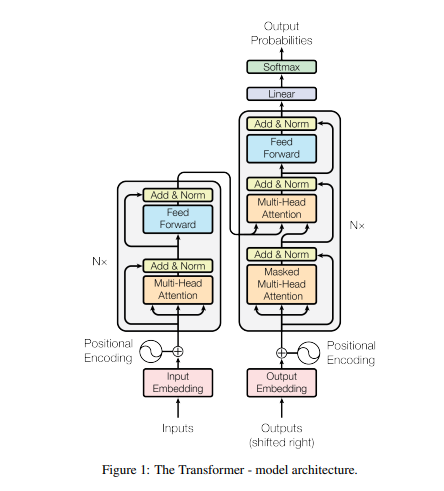 Output
Probabilities
Softmax
Linear
Add & Norm
Feed
Forward
Add & Norm
Multi-Head
Attention
Add & Norm
Masked
Multi-Head
Attention
Nx
Positional
Encoding
Output
Embedding
Outputs
(shifted right)
Add & Norm
Feed
Forward
Add & Norm
Multi-Head
Attention
N×
Positional
Encoding
Input
Embedding
Inputs
Figure 1: The Transformer - model architecture.